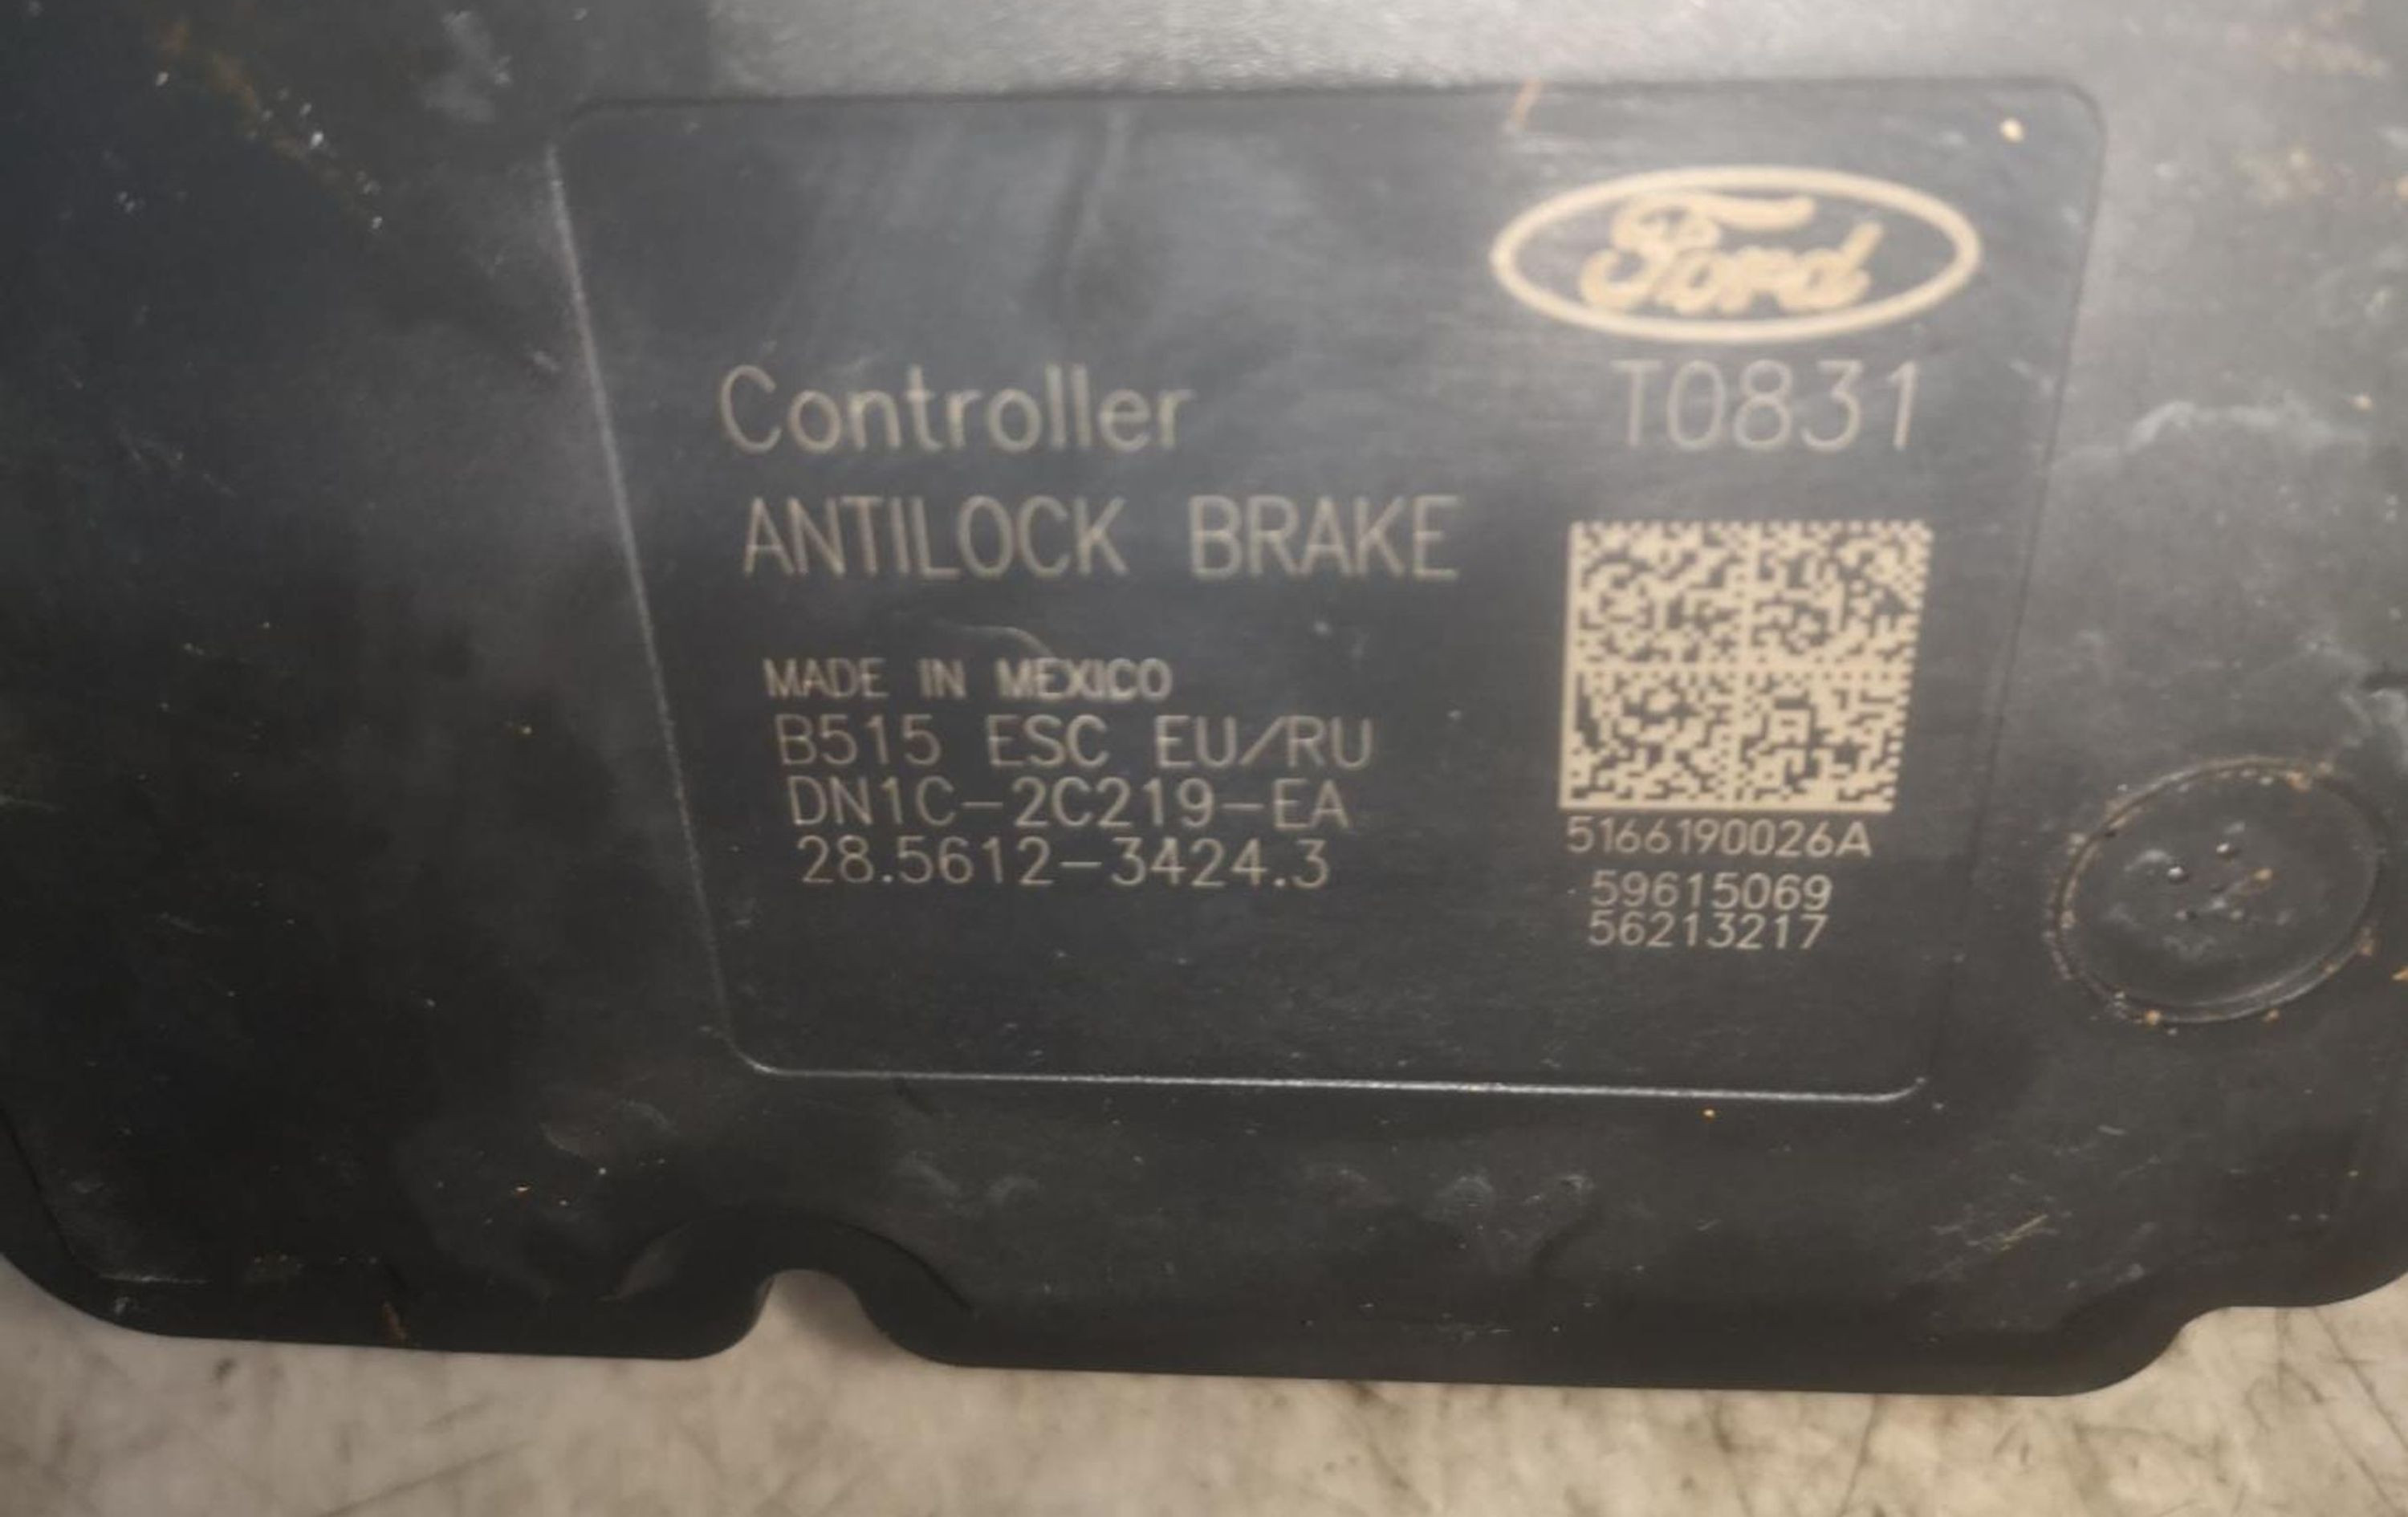 Ford
T0831
Controller
ANTILOCK BRAKE
MADE IN MEXICO
B515 ESC EU/RU
DN1C-2C219-EA
28.5612-3424.3
5166190026A
59615069
56213217